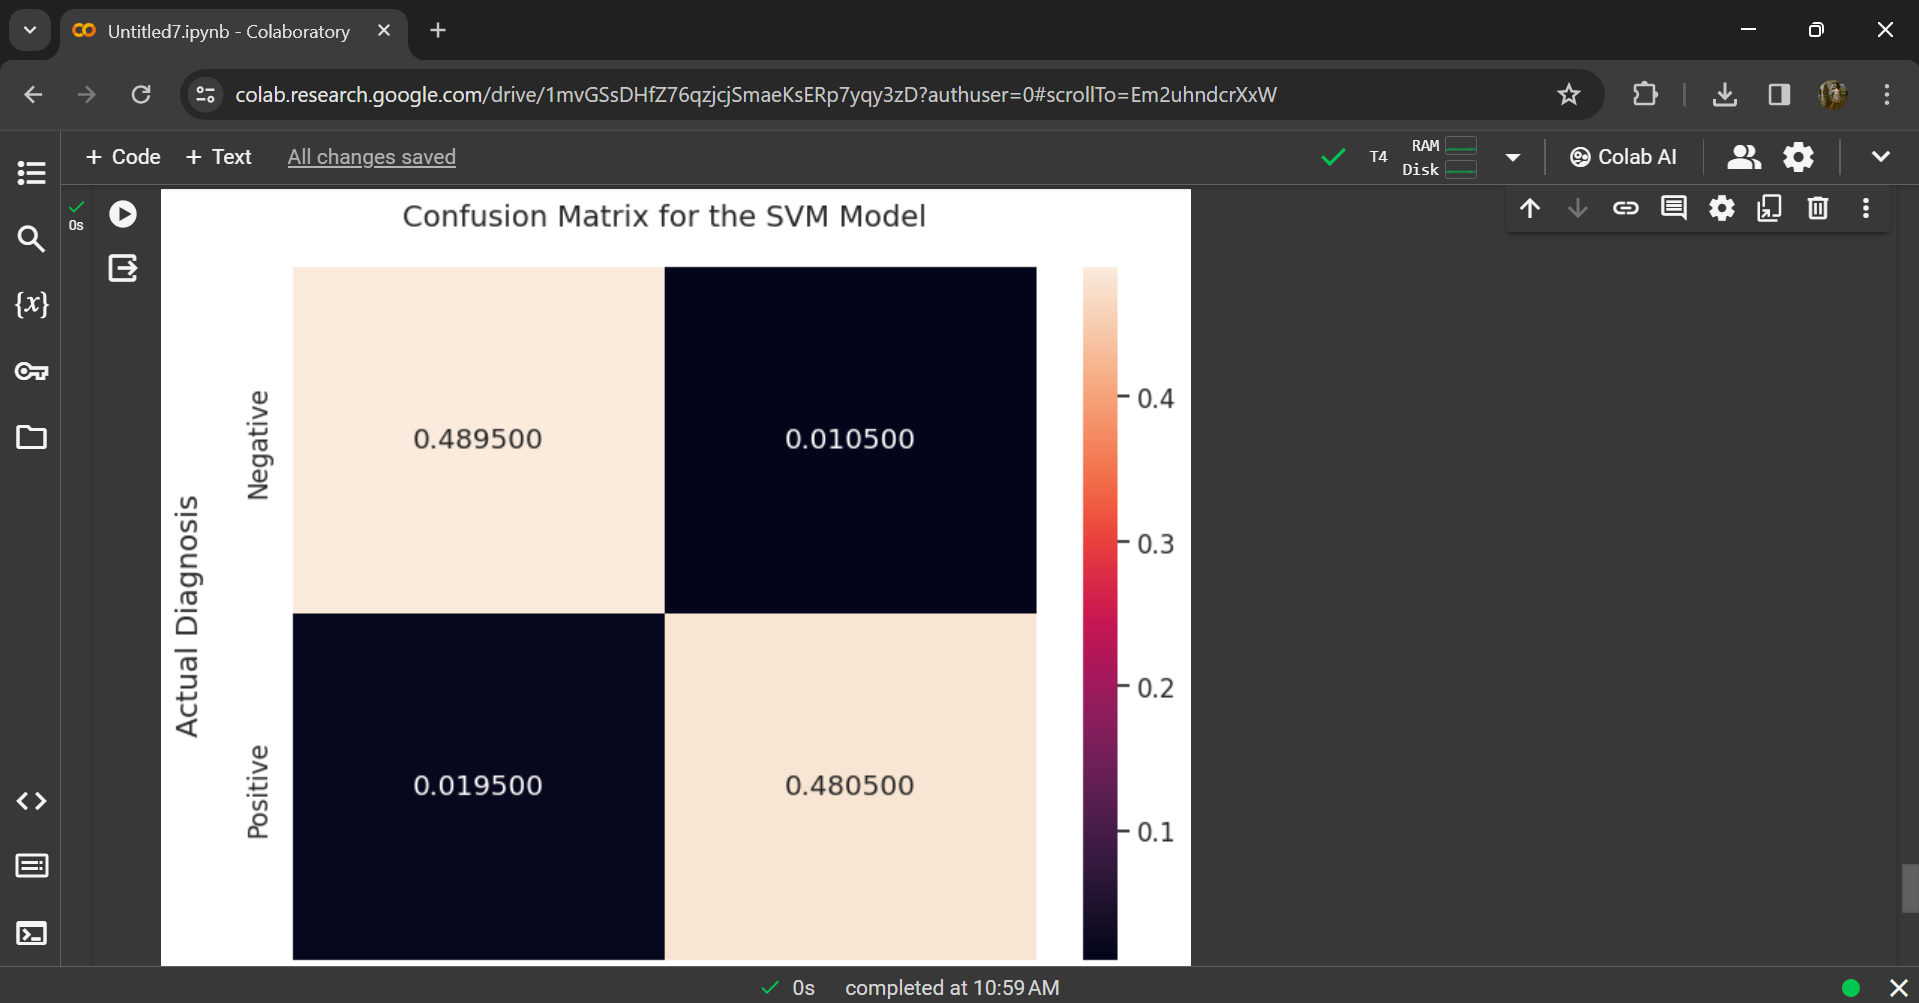 Untitled7.ipynb - Colaboratory
colab.research.google.com/drive/1mvGSsDHfZ76qzjcjSmaeKsERp7yqy3zD?authuser=0#scrollTo=Em2uhndcrXxW
+ Code + Text All changes saved
T4 RAM
Disk
Colab AI
0s
Confusion Matrix for the SVM Model
Actual Diagnosis
Negative
0.489500 0.010500
Positive
0.019500 0.480500
0.4
0.3
0.2
0.1
{x}
0s completed at 10:59 AM